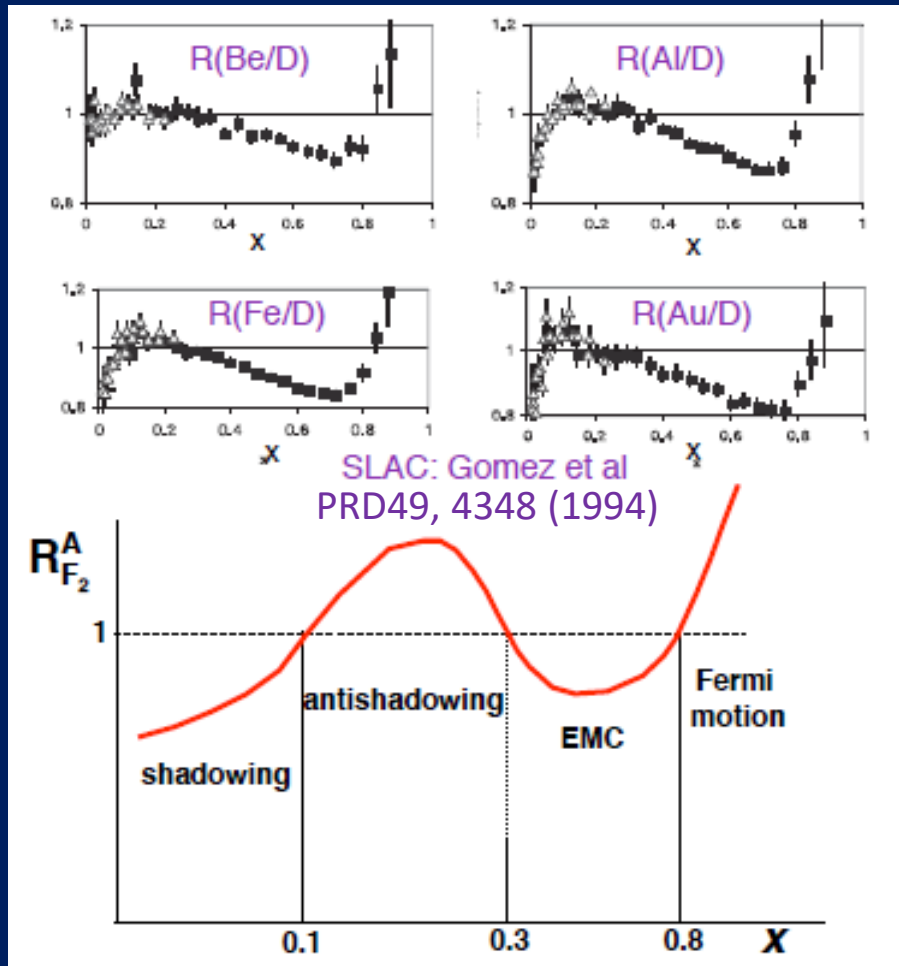 R(Be/D)
1.2
1
0.8
0 0.2 0.4 0.6 0.8 1
X
R(Al/D)
1.2
1
0.8
0 0.2 0.4 0.6 0.8 1
X
R(Fe/D)
1.2
1
0.8
0 0.2 0.4 0.6 0.8 1
X
R(Au/D)
1.2
1
0.8
0 0.2 0.4 0.6 0.8 1
X2
SLAC: Gomez et al
PRD49, 4348 (1994)
R^A_F2
1
antishadowing
Fermi
motion
EMC
shadowing
0.1 0.3 0.8 x